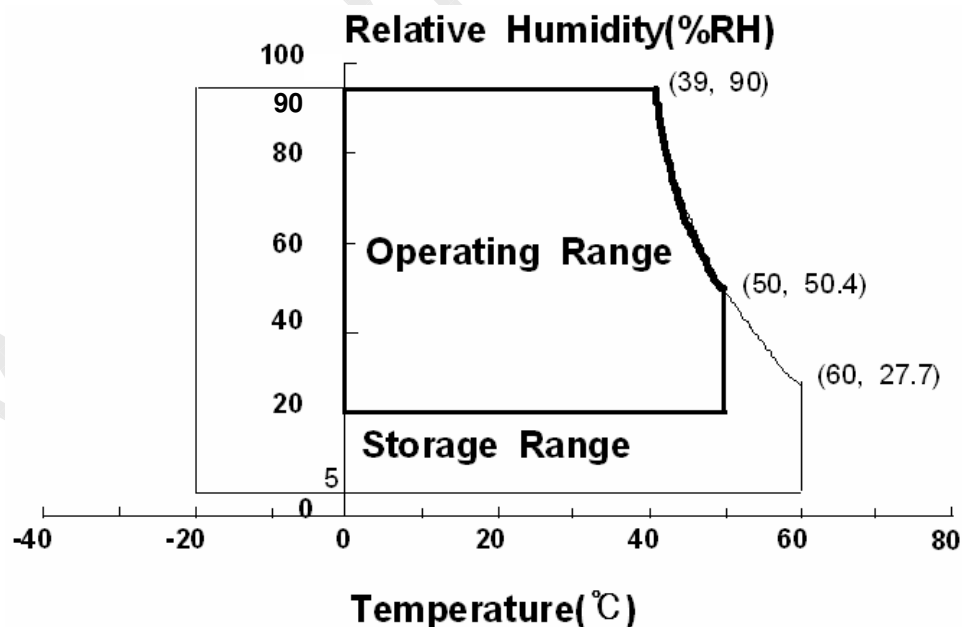 Relative Humidity(%RH)
100
(39, 90)
90
80
60
Operating Range
(50, 50.4)
40
(60, 27.7)
20
Storage Range
5
0
-40 -20 0 20 40 60 80
Temperature(℃)